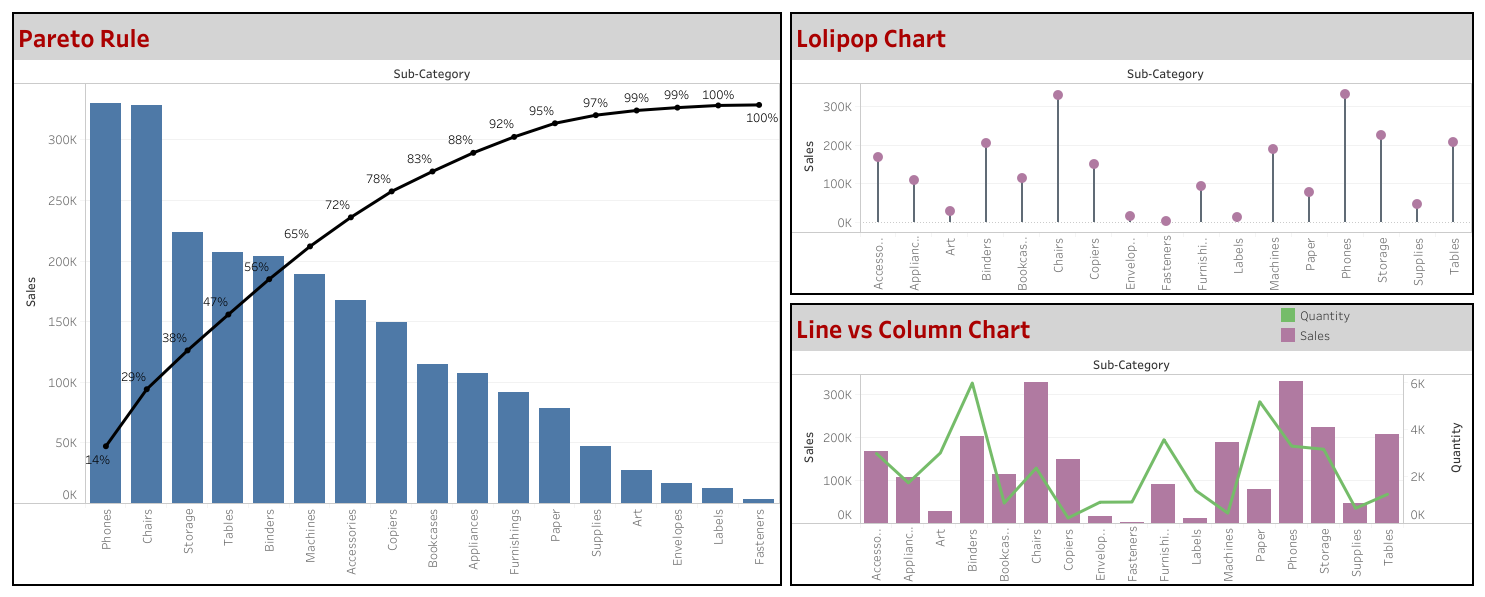 Pareto Rule
Sub-Category
300K
250K
200K
150K
100K
50K
0K
Sales
14%
29%
38%
47%
56%
65%
72%
78%
83%
88%
92%
95%
97%
99%
99%
100%
100%
Phones
Chairs
Storage
Tables
Binders
Machines
Accessories
Copiers
Bookcases
Appliances
Furnishings
Paper
Supplies
Art
Envelopes
Labels
Fasteners
Lolipop Chart
Sub-Category
300K
200K
100K
0K
Sales
Accesso..
Applianc..
Art
Binders
Bookcas..
Chairs
Copiers
Envelop..
Fasteners
Furnishi..
Labels
Machines
Paper
Phones
Storage
Supplies
Tables
Line vs Column Chart
Quantity
Sales
Sub-Category
300K
200K
100K
0K
Sales
6K
4K
2K
0K
Quantity
Accesso..
Applianc..
Art
Binders
Bookcas..
Chairs
Copiers
Envelop..
Fasteners
Furnishi..
Labels
Machines
Paper
Phones
Storage
Supplies
Tables